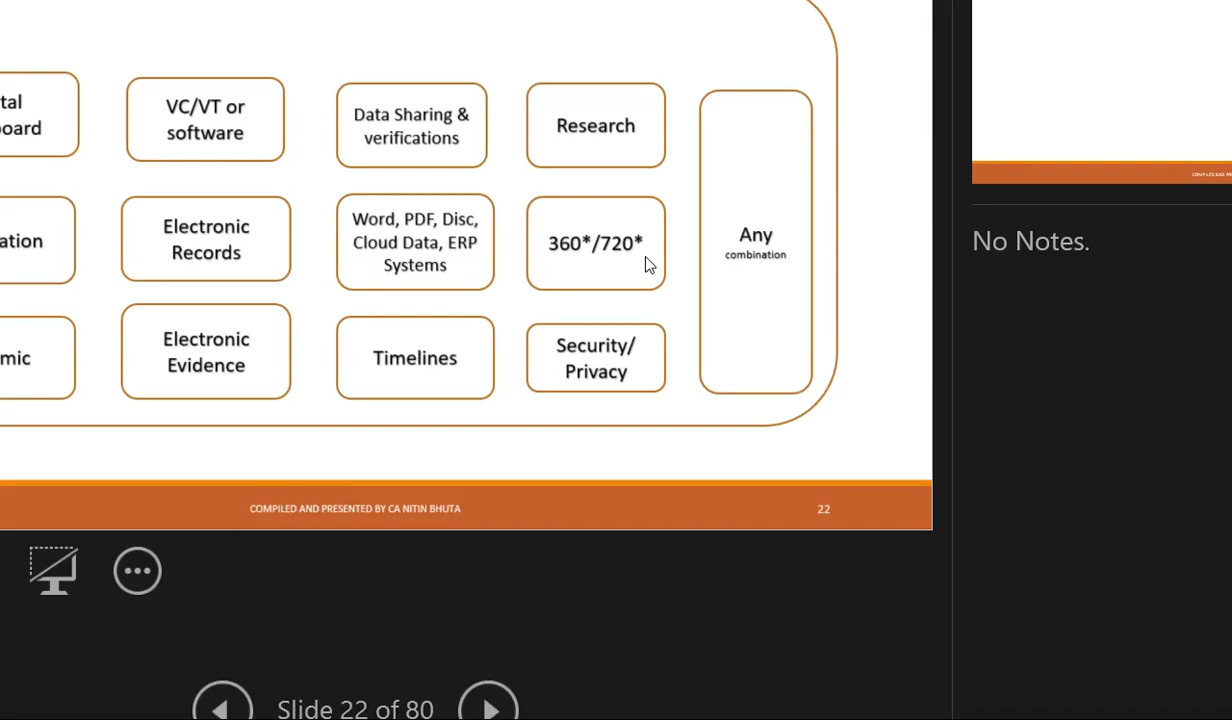 tal
board
VC/VT or
software
Data Sharing &
verifications
Research
ation
Electronic
Records
Word, PDF, Disc,
Cloud Data, ERP
Systems
360*/720*
Any
combination
mic
Electronic
Evidence
Timelines
Security/
Privacy
COMPILED AND PRESENTED BY CA NITIN BHUTA
22
No Notes.
Slide 22 of 80